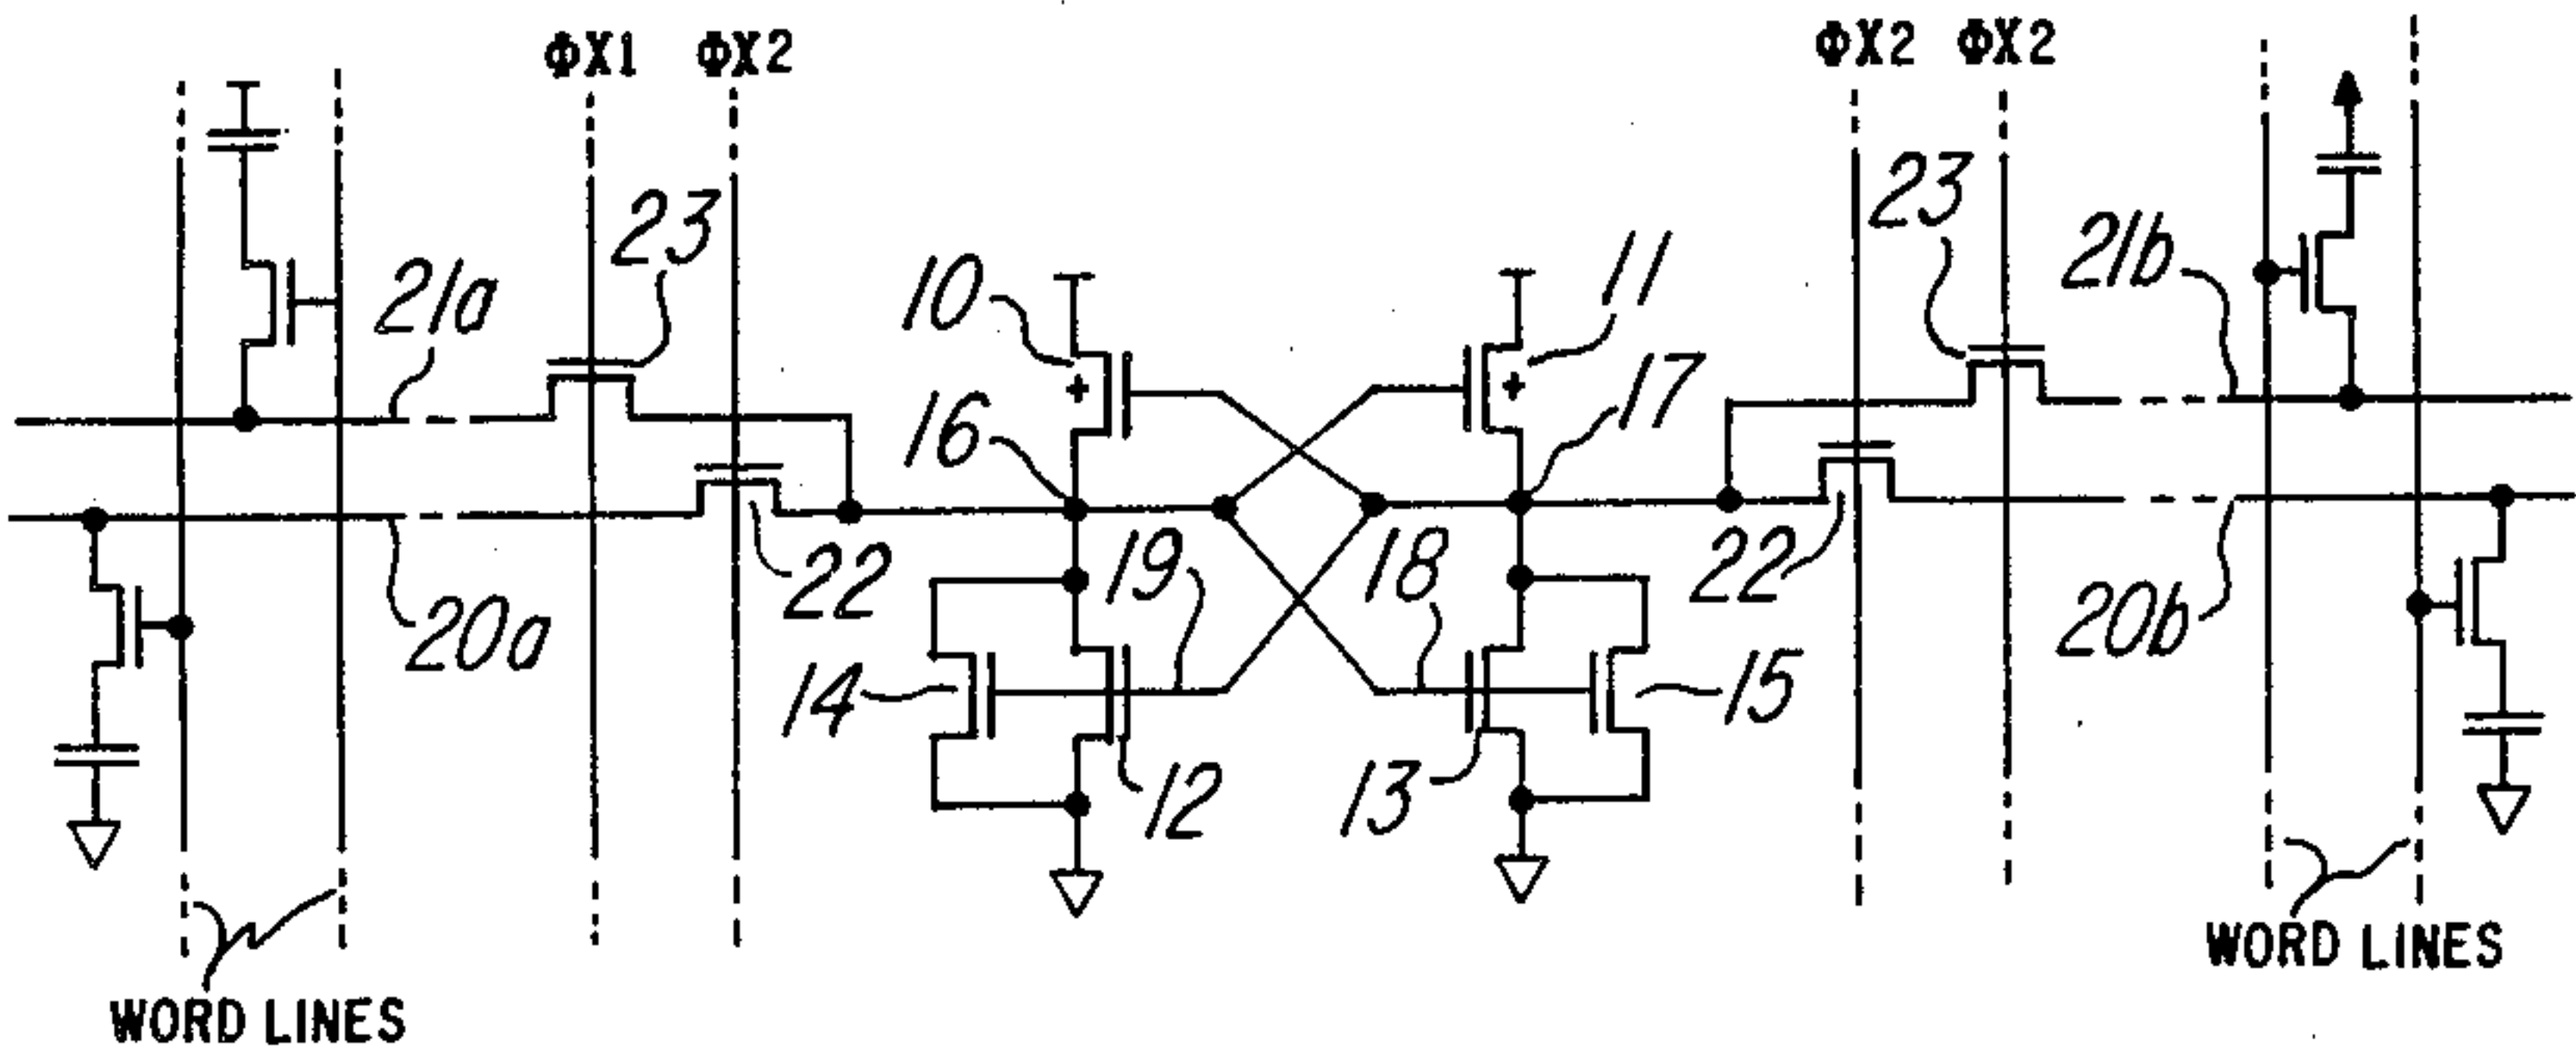 ΦX1 ΦX2 ΦX2 ΦX2
23 23
21a 10 11 21b
16 17
22 19 18 22
20a 20b
14 15
12 13
WORD LINES
WORD LINES